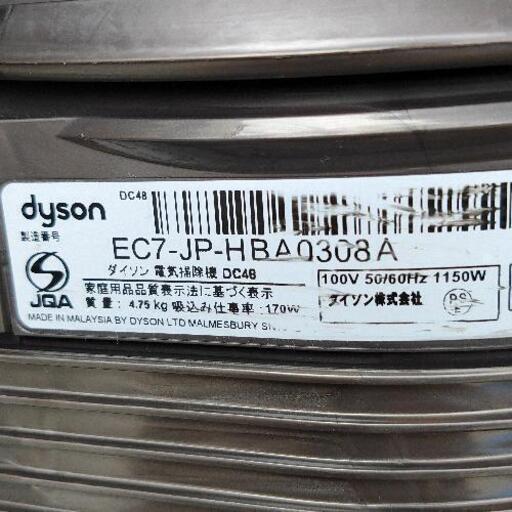 DC48
dyson
製造番号
EC7-JP-HBA0308A
ダイソン 電気掃除機 DC48
JQA
家庭用品品質表示法に基づく表示
質量：4.75 kg 吸込み仕事率：170W
MADE IN MALAYSIA BY DYSON LTD MALMESBURY
100V 50/60Hz 1150W
ダイソン株式会社
PS
E